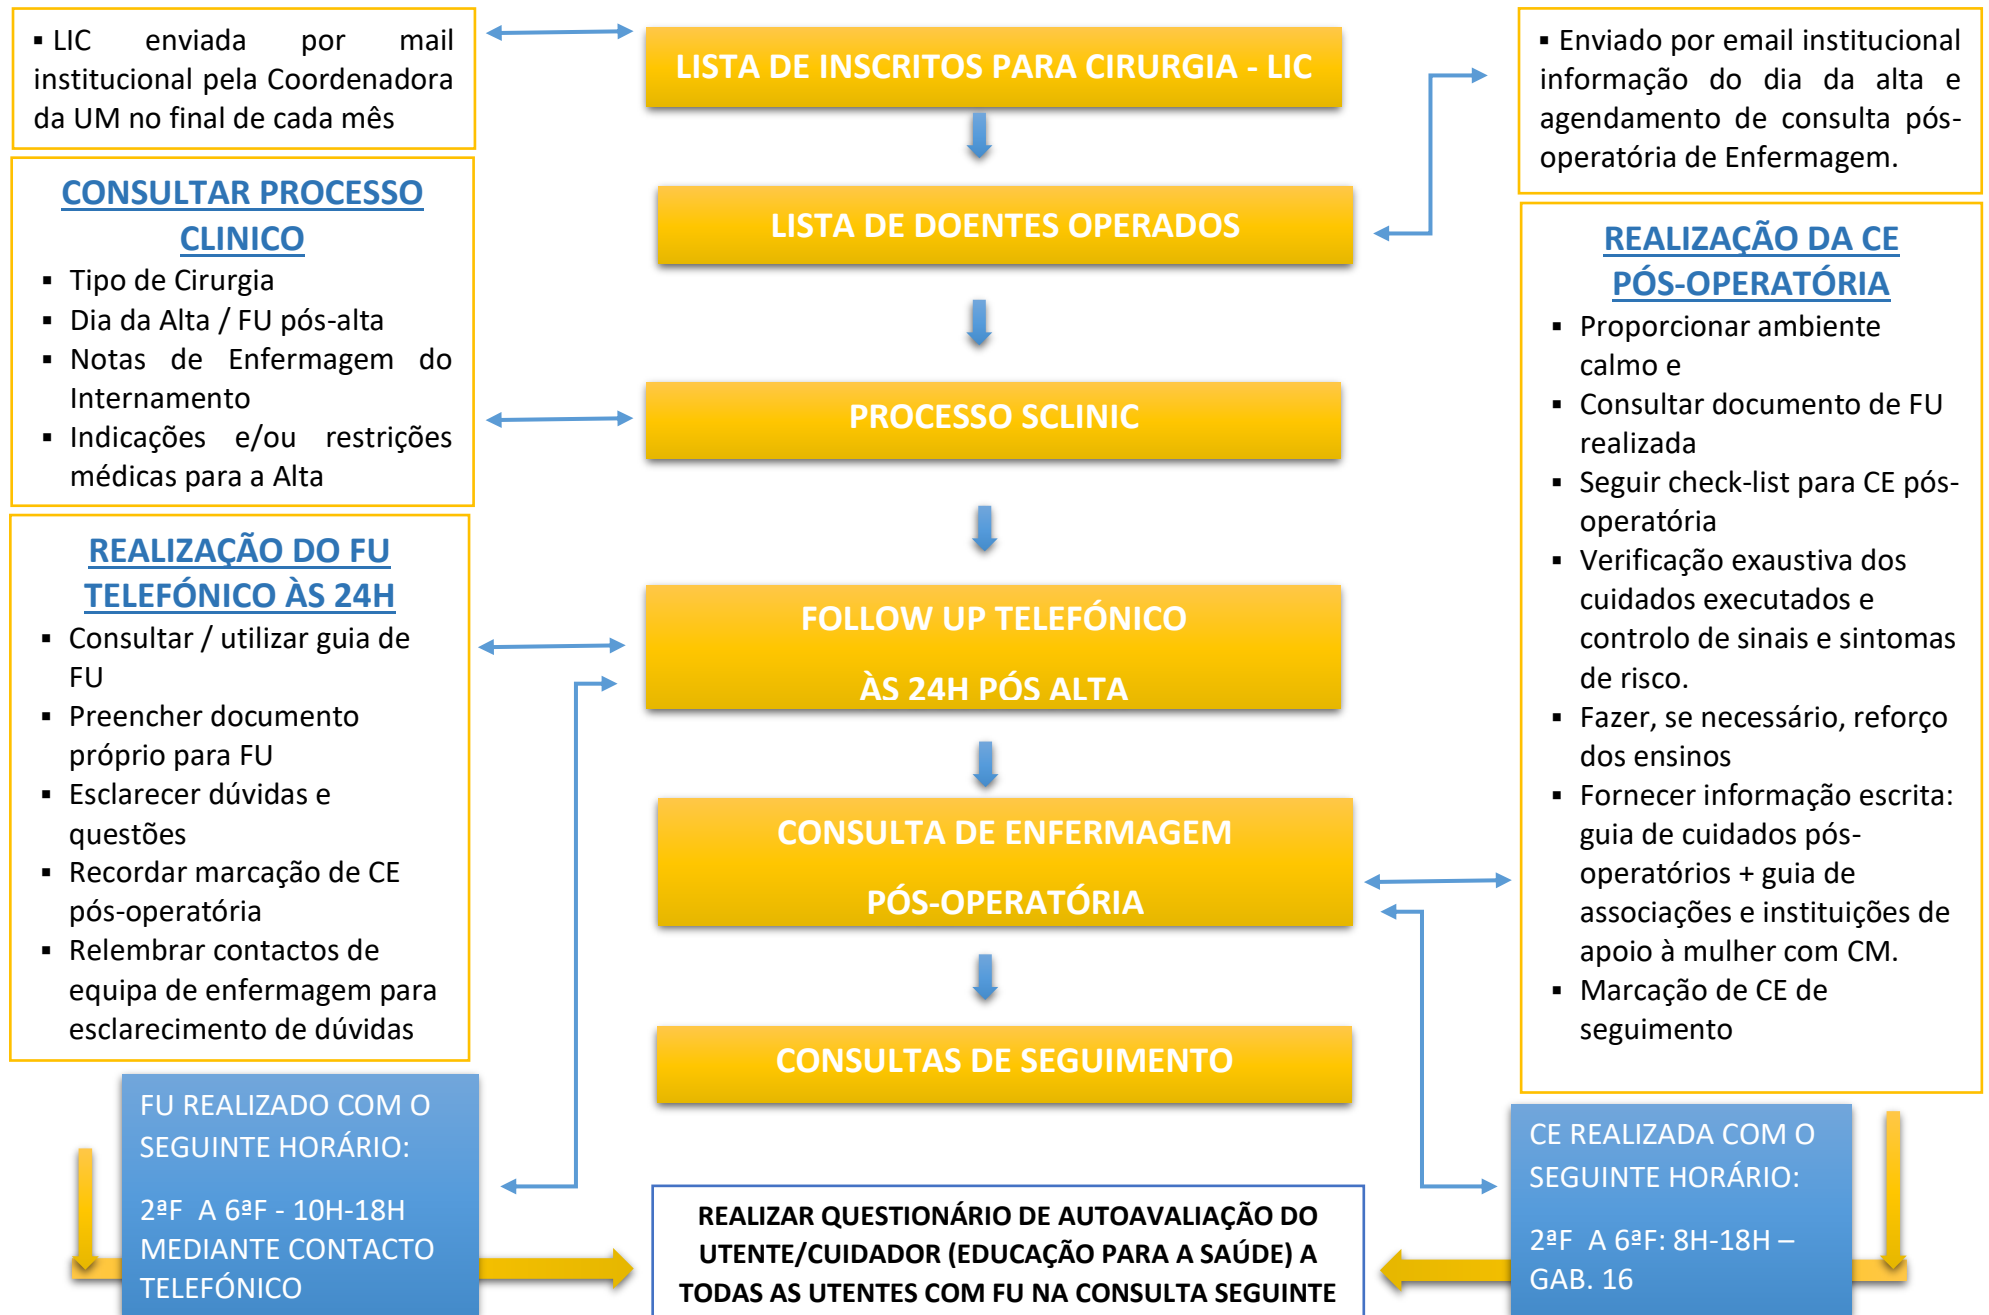 ▪ LIC enviada por mail
institucional pela Coordenadora
da UM no final de cada mês
CONSULTAR PROCESSO
CLINICO
▪ Tipo de Cirurgia
▪ Dia da Alta / FU pós-alta
▪ Notas de Enfermagem do
Internamento
▪ Indicações e/ou restrições
médicas para a Alta
REALIZAÇÃO DO FU
TELEFÓNICO ÀS 24H
▪ Consultar / utilizar guia de
FU
▪ Preencher documento
próprio para FU
▪ Esclarecer dúvidas e
questões
▪ Recordar marcação de CE
pós-operatória
▪ Relembrar contactos de
equipa de enfermagem para
esclarecimento de dúvidas
FU REALIZADO COM O
SEGUINTE HORÁRIO:
2ªF A 6ªF - 10H-18H
MEDIANTE CONTACTO
TELEFÓNICO
LISTA DE INSCRITOS PARA CIRURGIA - LIC
LISTA DE DOENTES OPERADOS
PROCESSO SCLINIC
FOLLOW UP TELEFÓNICO
ÀS 24H PÓS ALTA
CONSULTA DE ENFERMAGEM
PÓS-OPERATÓRIA
CONSULTAS DE SEGUIMENTO
REALIZAR QUESTIONÁRIO DE AUTOAVALIAÇÃO DO
UTENTE/CUIDADOR (EDUCAÇÃO PARA A SAÚDE) A
TODAS AS UTENTES COM FU NA CONSULTA SEGUINTE
▪ Enviado por email institucional
informação do dia da alta e
agendamento de consulta pós-
operatória de Enfermagem.
REALIZAÇÃO DA CE
PÓS-OPERATÓRIA
▪ Proporcionar ambiente
calmo e
▪ Consultar documento de FU
realizada
▪ Seguir check-list para CE pós-
operatória
▪ Verificação exaustiva dos
cuidados executados e
controlo de sinais e sintomas
de risco.
▪ Fazer, se necessário, reforço
dos ensinos
▪ Fornecer informação escrita:
guia de cuidados pós-
operatórios + guia de
associações e instituições de
apoio à mulher com CM.
▪ Marcação de CE de
seguimento
CE REALIZADA COM O
SEGUINTE HORÁRIO:
2ªF A 6ªF: 8H-18H –
GAB. 16